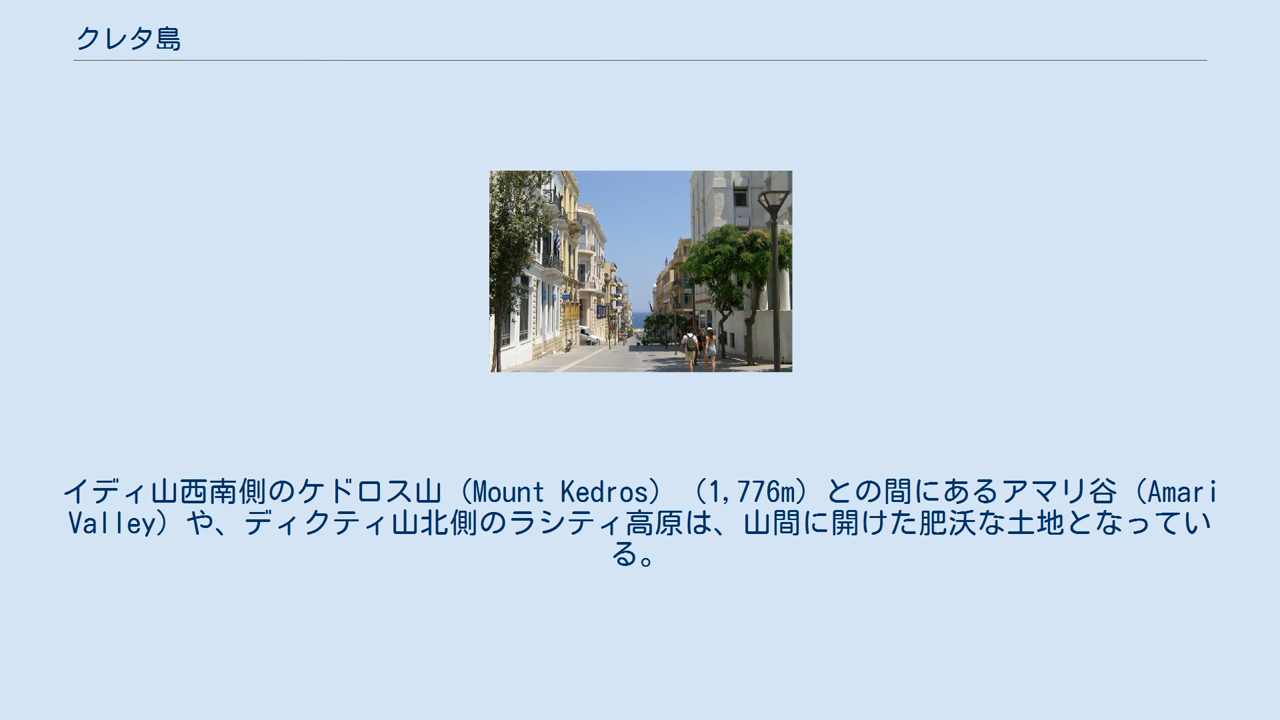 クレタ島
イディ山西南側のケドロス山（Mount Kedros）（1,776m）との間にあるアマリ谷（Amari
Valley）や、ディクティ山北側のラシティ高原は、山間に開けた肥沃な土地となってい
る。